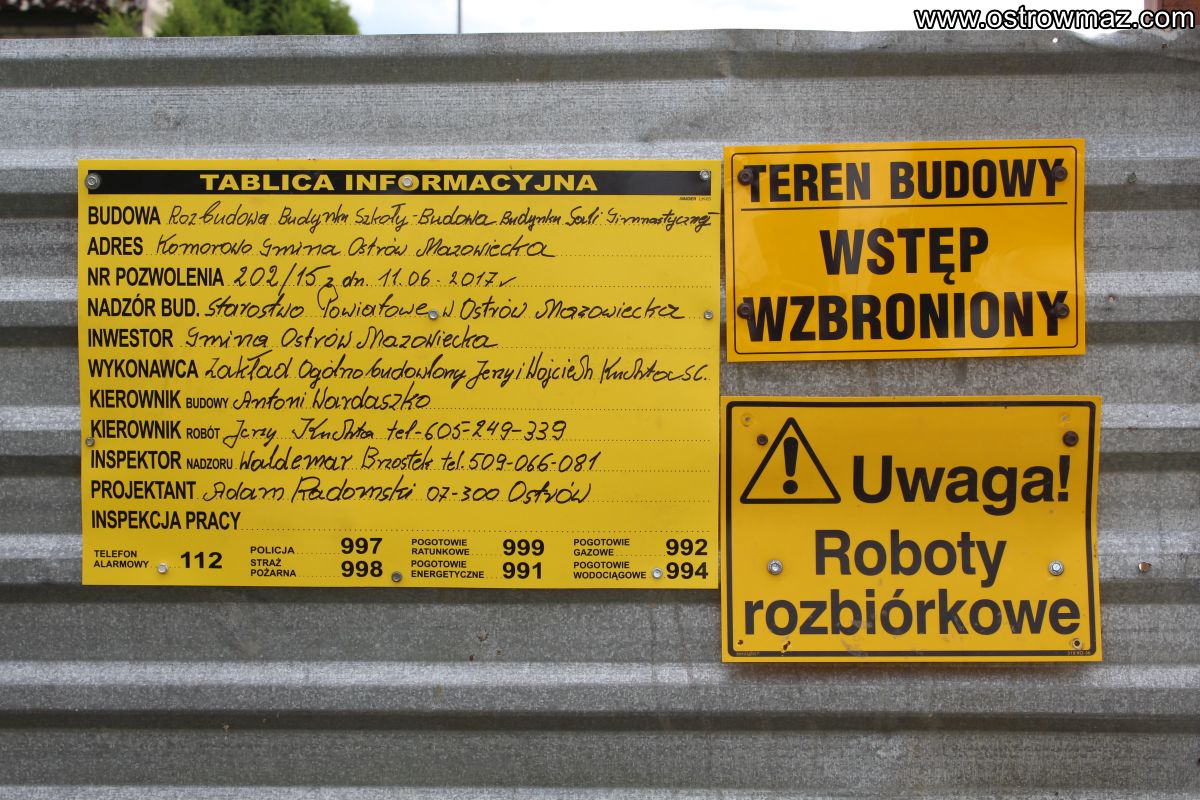 www.ostrowmaz.com
TABLICA INFORMACYJNA
BUDOWA Rozbudowa Budynku Szkoły-Budowa Budynku Sali Gimnastycznej
ADRES Komorowo Gmina Ostrów Mazowiecka
NR POZWOLENIA 202/15 z dn. 11.06-2017r
NADZÓR BUD. Starostwo Powiatowe w Ostrów Mazowiecka
INWESTOR Gmina Ostrów Mazowiecka
WYKONAWCA Zakład Ogólnobudowlany Jerzy i Wojciech Kuchta s.c.
KIEROWNIK BUDOWY Antoni Wardaszko
KIEROWNIK ROBÓT Jerzy Kuchta tel-605-249-339
INSPEKTOR NADZORU Waldemar Brzostek tel. 509-066-081
PROJEKTANT Adam Radomski 07-300 Ostrów
INSPEKCJA PRACY
TELEFON ALARMOWY 112
POLICJA 997
STRAŻ POŻARNA 998
POGOTOWIE RATUNKOWE 999
POGOTOWIE ENERGETYCZNE 991
POGOTOWIE GAZOWE 992
POGOTOWIE WODOCIĄGOWE 994
TEREN BUDOWY
WSTĘP
WZBRONIONY
Uwaga!
Roboty
rozbiórkowe